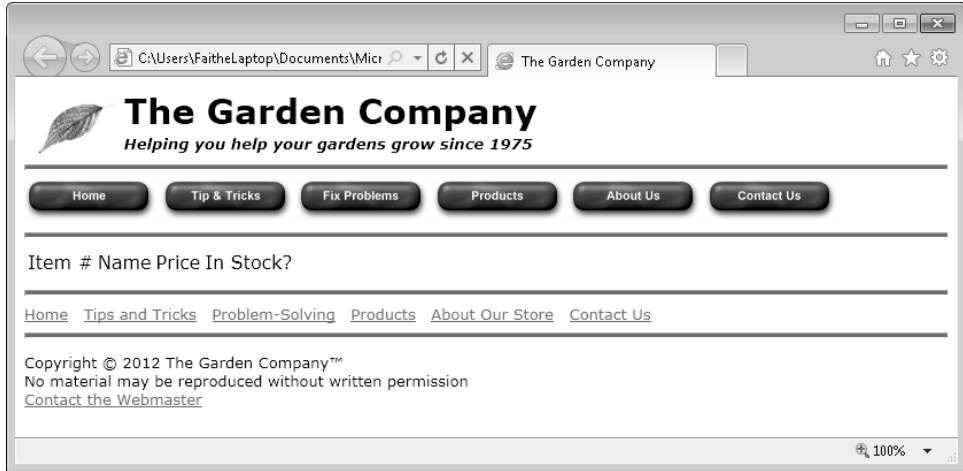 C:\Users\FaitheLaptop\Documents\Micr
The Garden Company
The Garden Company
Helping you help your gardens grow since 1975
Home Tip & Tricks Fix Problems Products About Us Contact Us
Item # Name Price In Stock?
Home Tips and Tricks Problem-Solving Products About Our Store Contact Us
Copyright © 2012 The Garden Company™
No material may be reproduced without written permission
Contact the Webmaster
100%